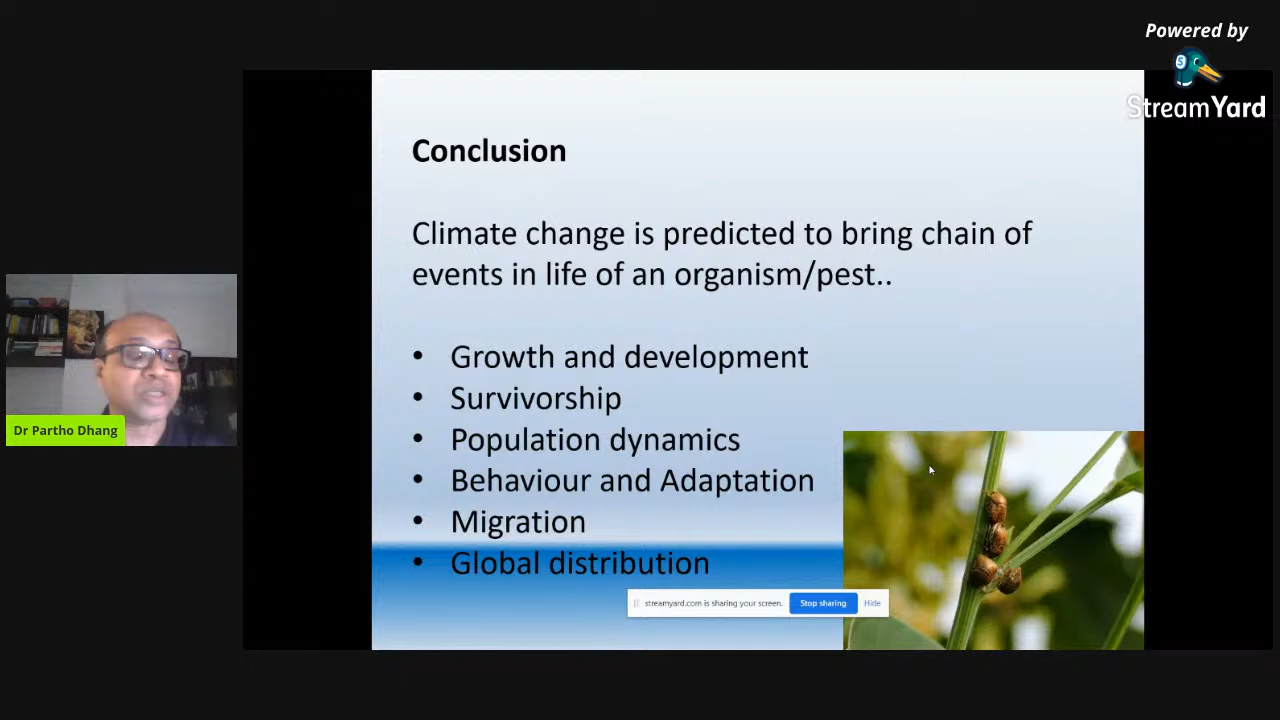 Powered by
StreamYard
Conclusion
Climate change is predicted to bring chain of
events in life of an organism/pest..
• Growth and development
• Survivorship
• Population dynamics
• Behaviour and Adaptation
• Migration
• Global distribution
streamyard.com is sharing your screen. Stop sharing Hide
Dr Partho Dhang